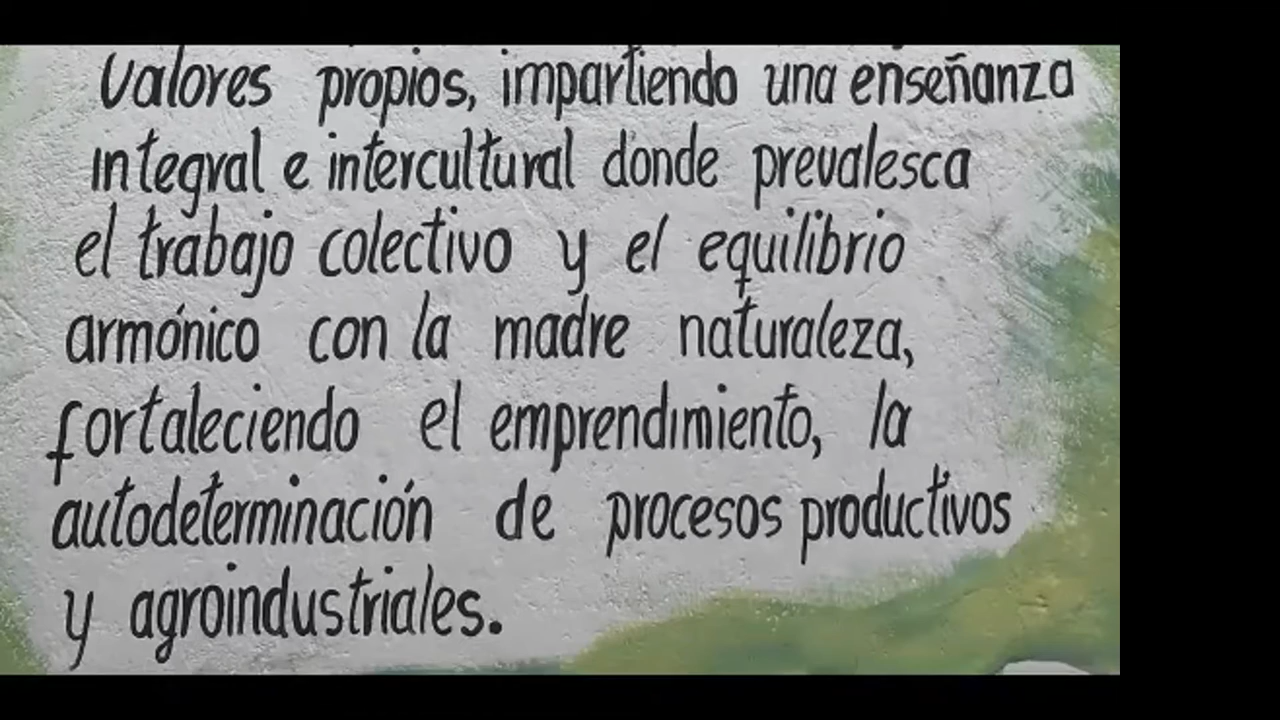 valores propios, impartiendo una enseñanza
integral e intercultural donde prevalesca
el trabajo colectivo y el equilibrio
armónico con la madre naturaleza,
fortaleciendo el emprendimiento, la
autodeterminación de procesos productivos
y agroindustriales.